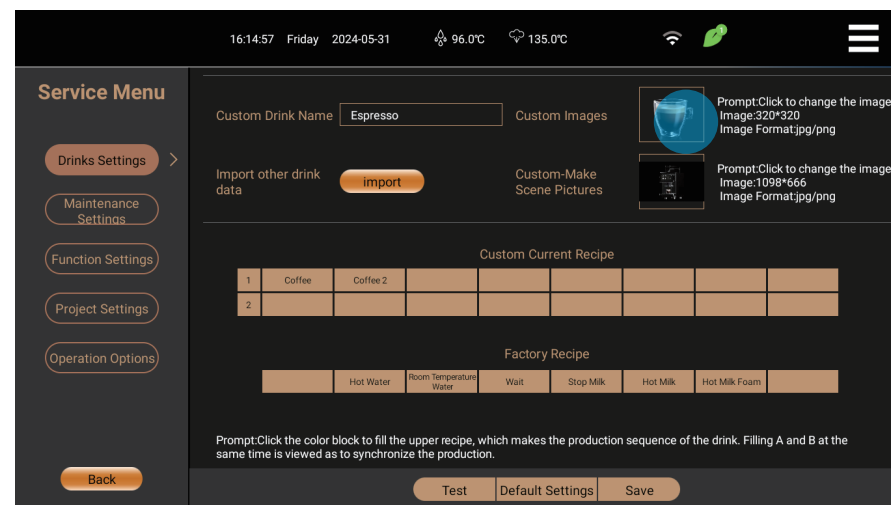 16:14:57 Friday 2024-05-31 96.0℃ 135.0℃ 1
Service Menu
Drinks Settings >
Maintenance
Settings
Function Settings
Project Settings
Operation Options
Back
Custom Drink Name Espresso
Custom Images
Prompt:Click to change the image
Image:320*320
Image Format:jpg/png
Import other drink
data
import
Custom-Make
Scene Pictures
Prompt:Click to change the image
Image:1098*666
Image Format:jpg/png
Custom Current Recipe
1 Coffee Coffee 2
2
Factory Recipe
Hot Water Room Temperature Water Wait Stop Milk Hot Milk Hot Milk Foam
Prompt:Click the color block to fill the upper recipe, which makes the production sequence of the drink. Filling A and B at the
same time is viewed as to synchronize the production.
Test Default Settings Save